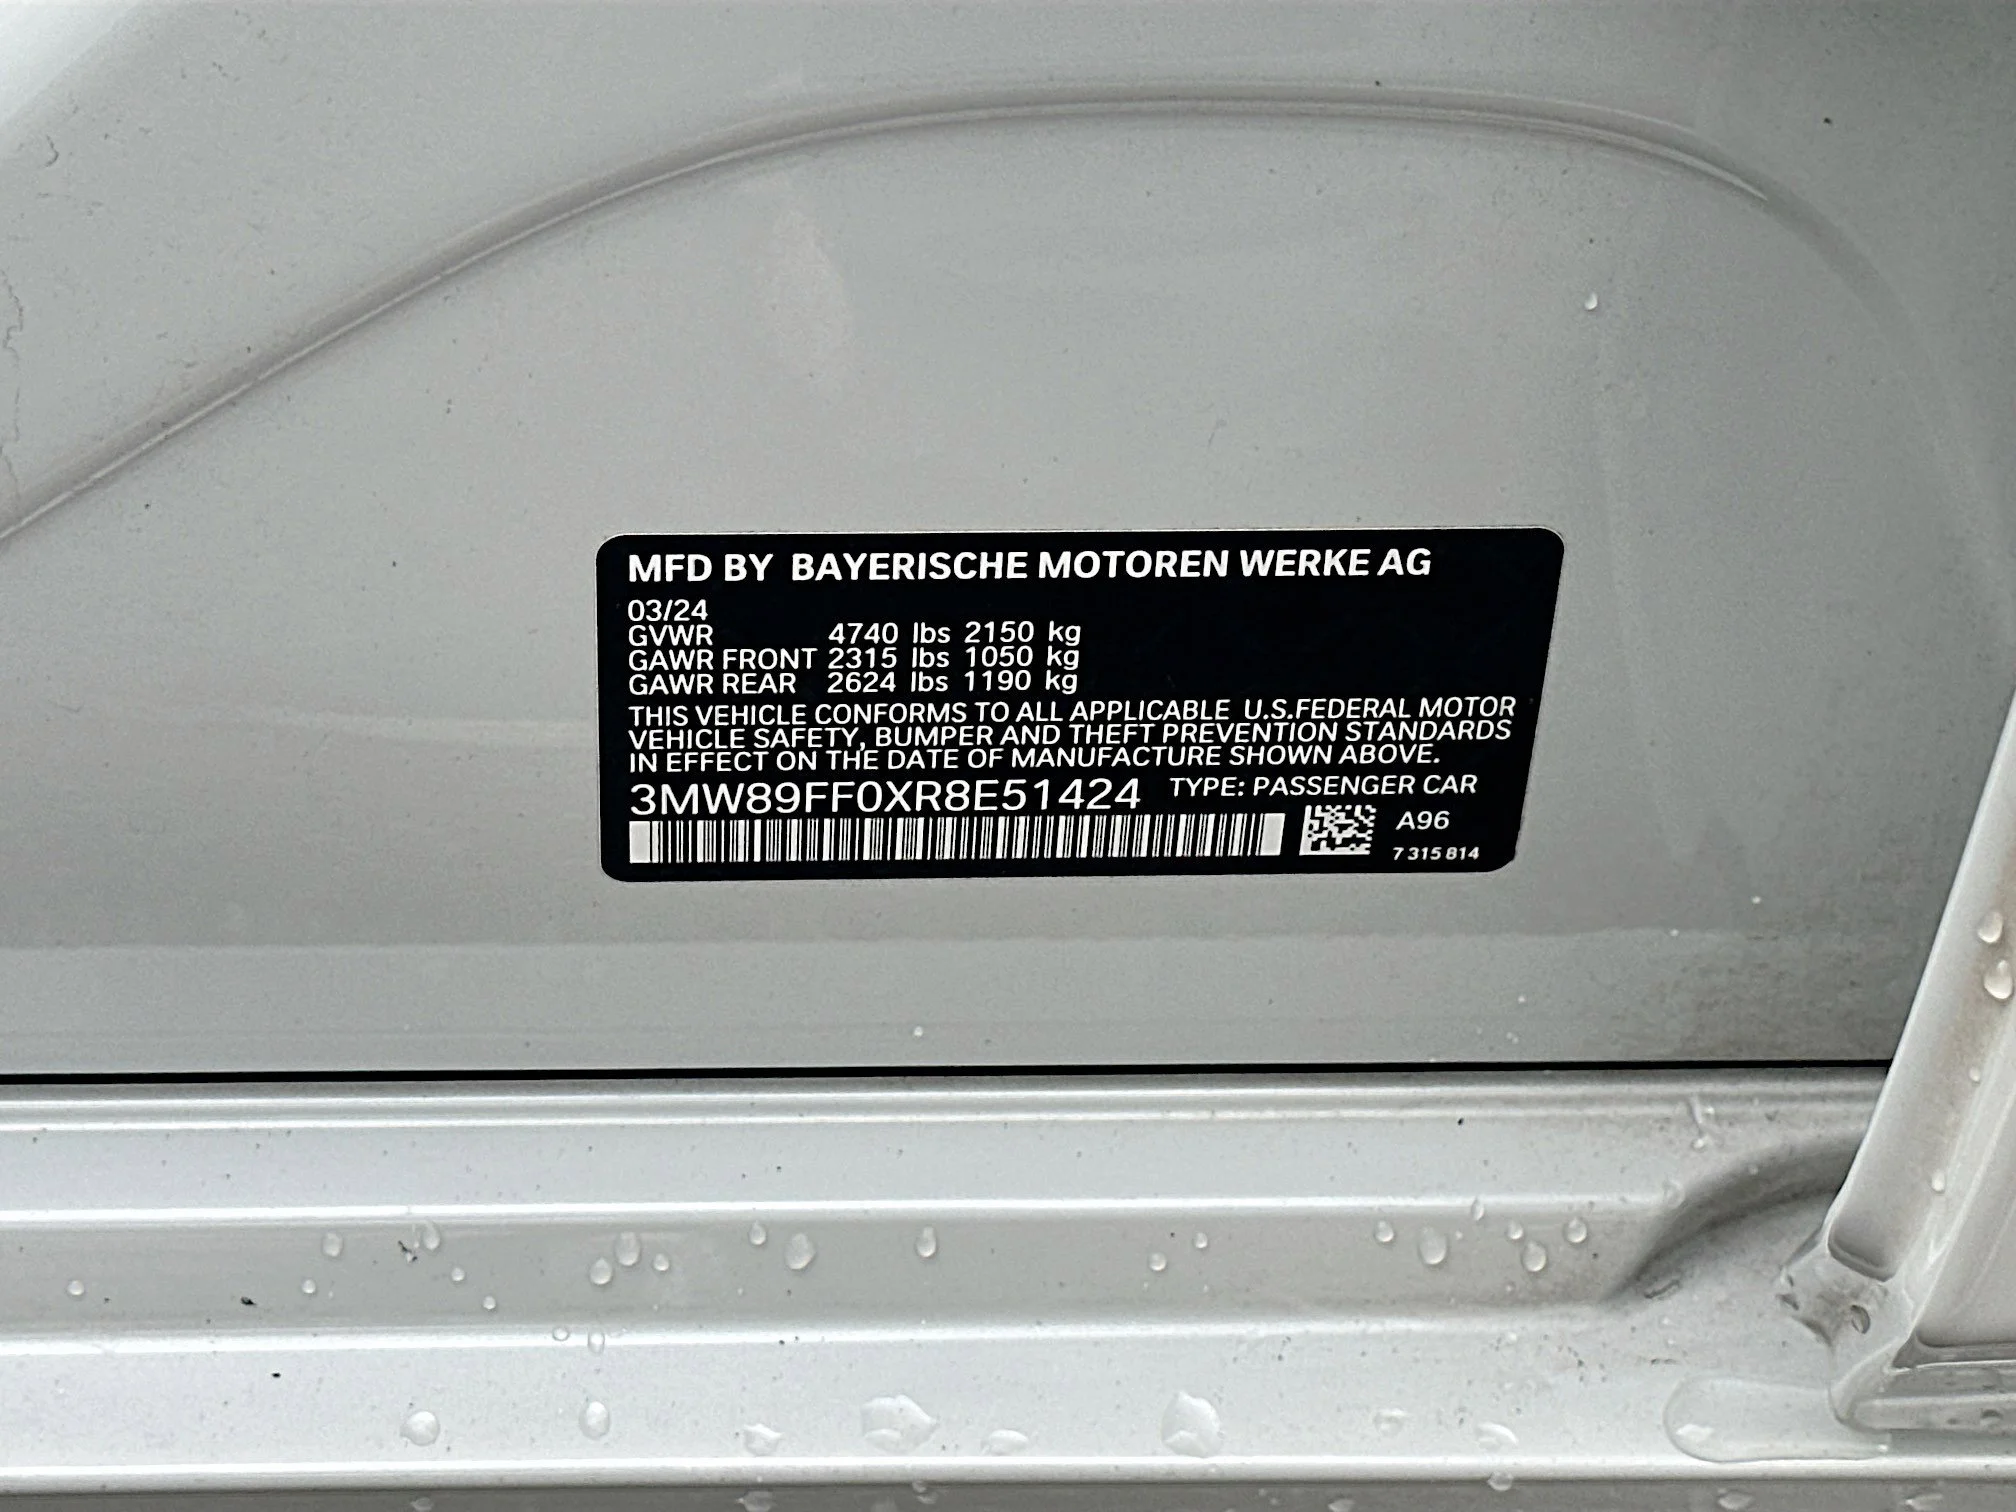 MFD BY BAYERISCHE MOTOREN WERKE AG
03/24
GVWR 4740 lbs 2150 kg
GAWR FRONT 2315 lbs 1050 kg
GAWR REAR 2624 lbs 1190 kg
THIS VEHICLE CONFORMS TO ALL APPLICABLE U.S.FEDERAL MOTOR
VEHICLE SAFETY, BUMPER AND THEFT PREVENTION STANDARDS
IN EFFECT ON THE DATE OF MANUFACTURE SHOWN ABOVE.
3MW89FF0XR8E51424 TYPE: PASSENGER CAR
A96
7 315 814